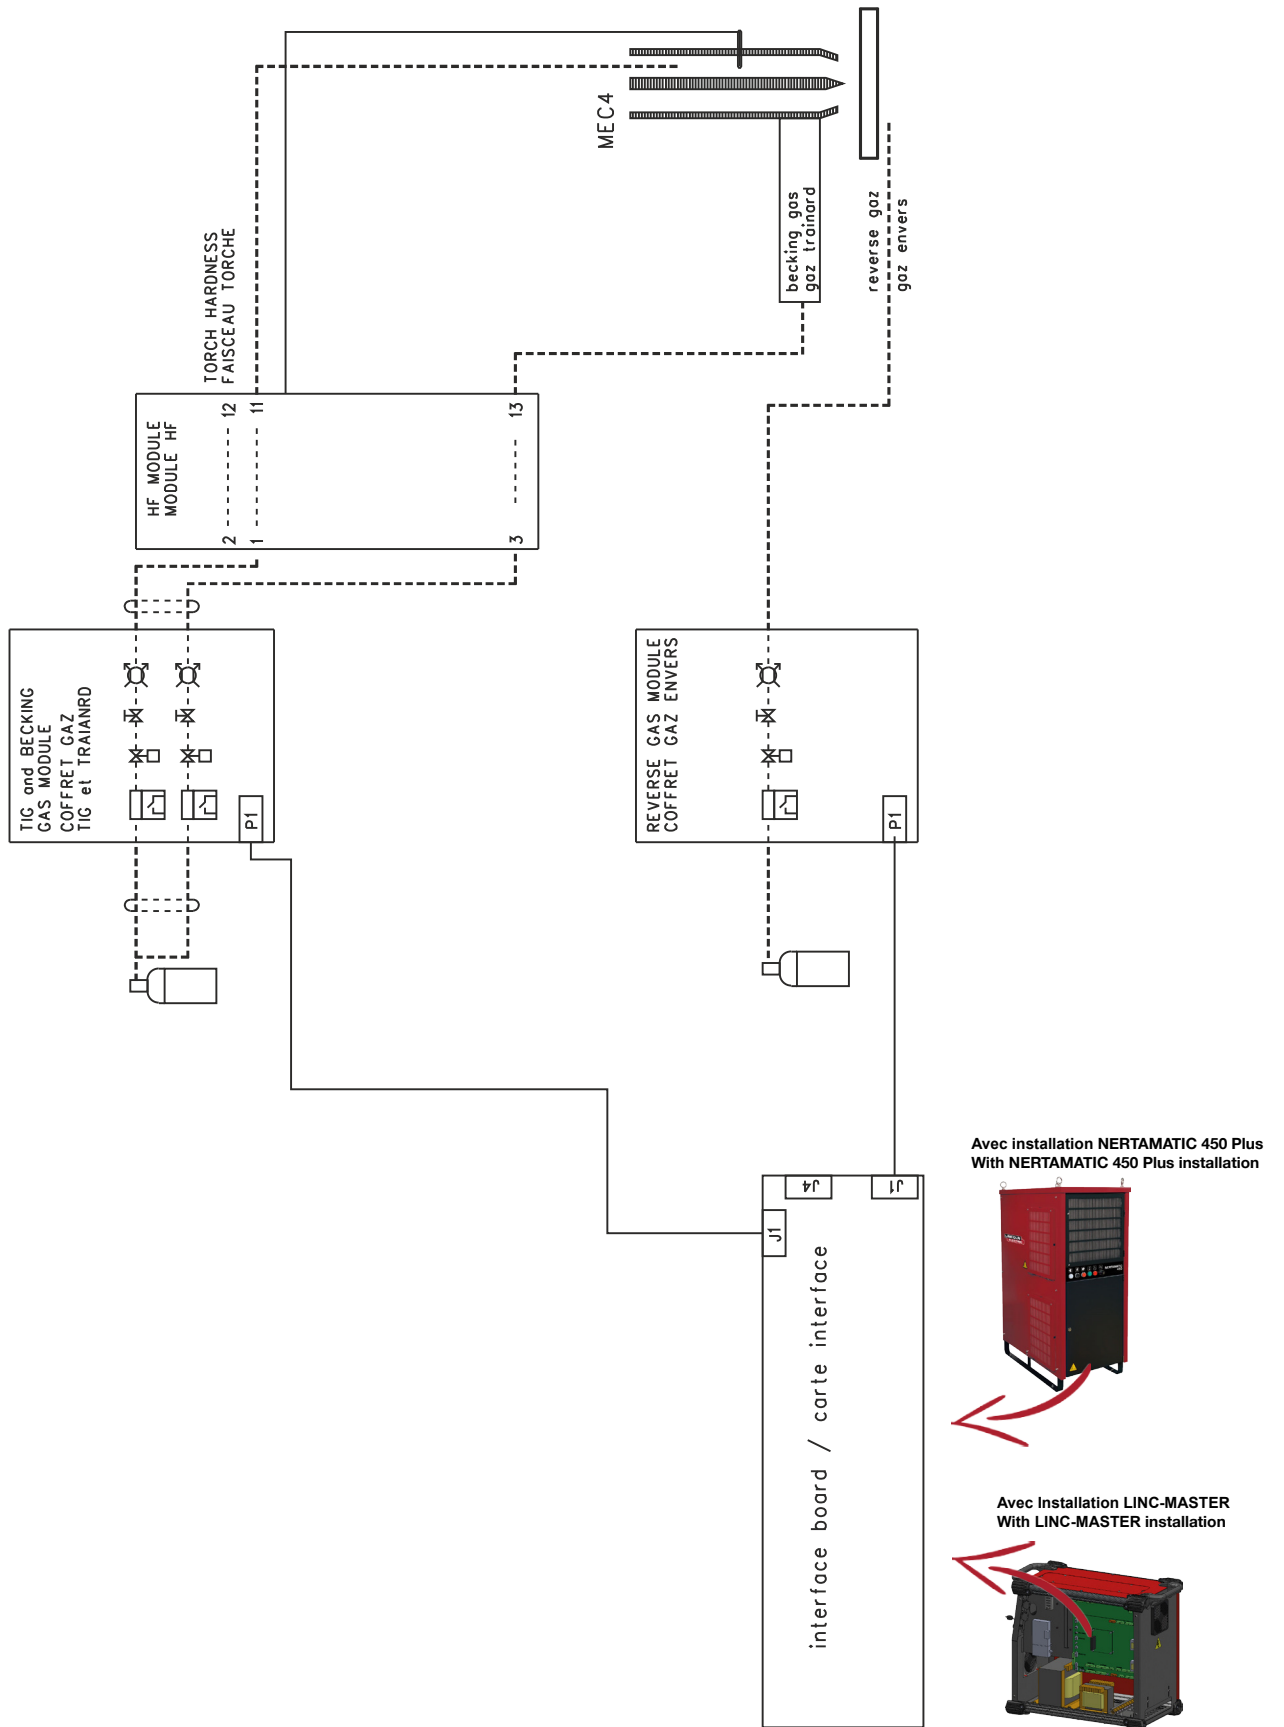 MEC4
becking gas
gaz trainard
reverse gaz
gaz envers
TORCH HARDNESS
FAISCEAU TORCHE
HF MODULE
MODULE HF
12
11
13
2
1
3
TIG and BECKING
GAS MODULE
COFFRET GAZ
TIG et TRAIANRD
P1
REVERSE GAS MODULE
COFFRET GAZ ENVERS
P1
Avec installation NERTAMATIC 450 Plus
With NERTAMATIC 450 Plus installation
J4
J1
J1
interface board / carte interface
Avec Installation LINC-MASTER
With LINC-MASTER installation